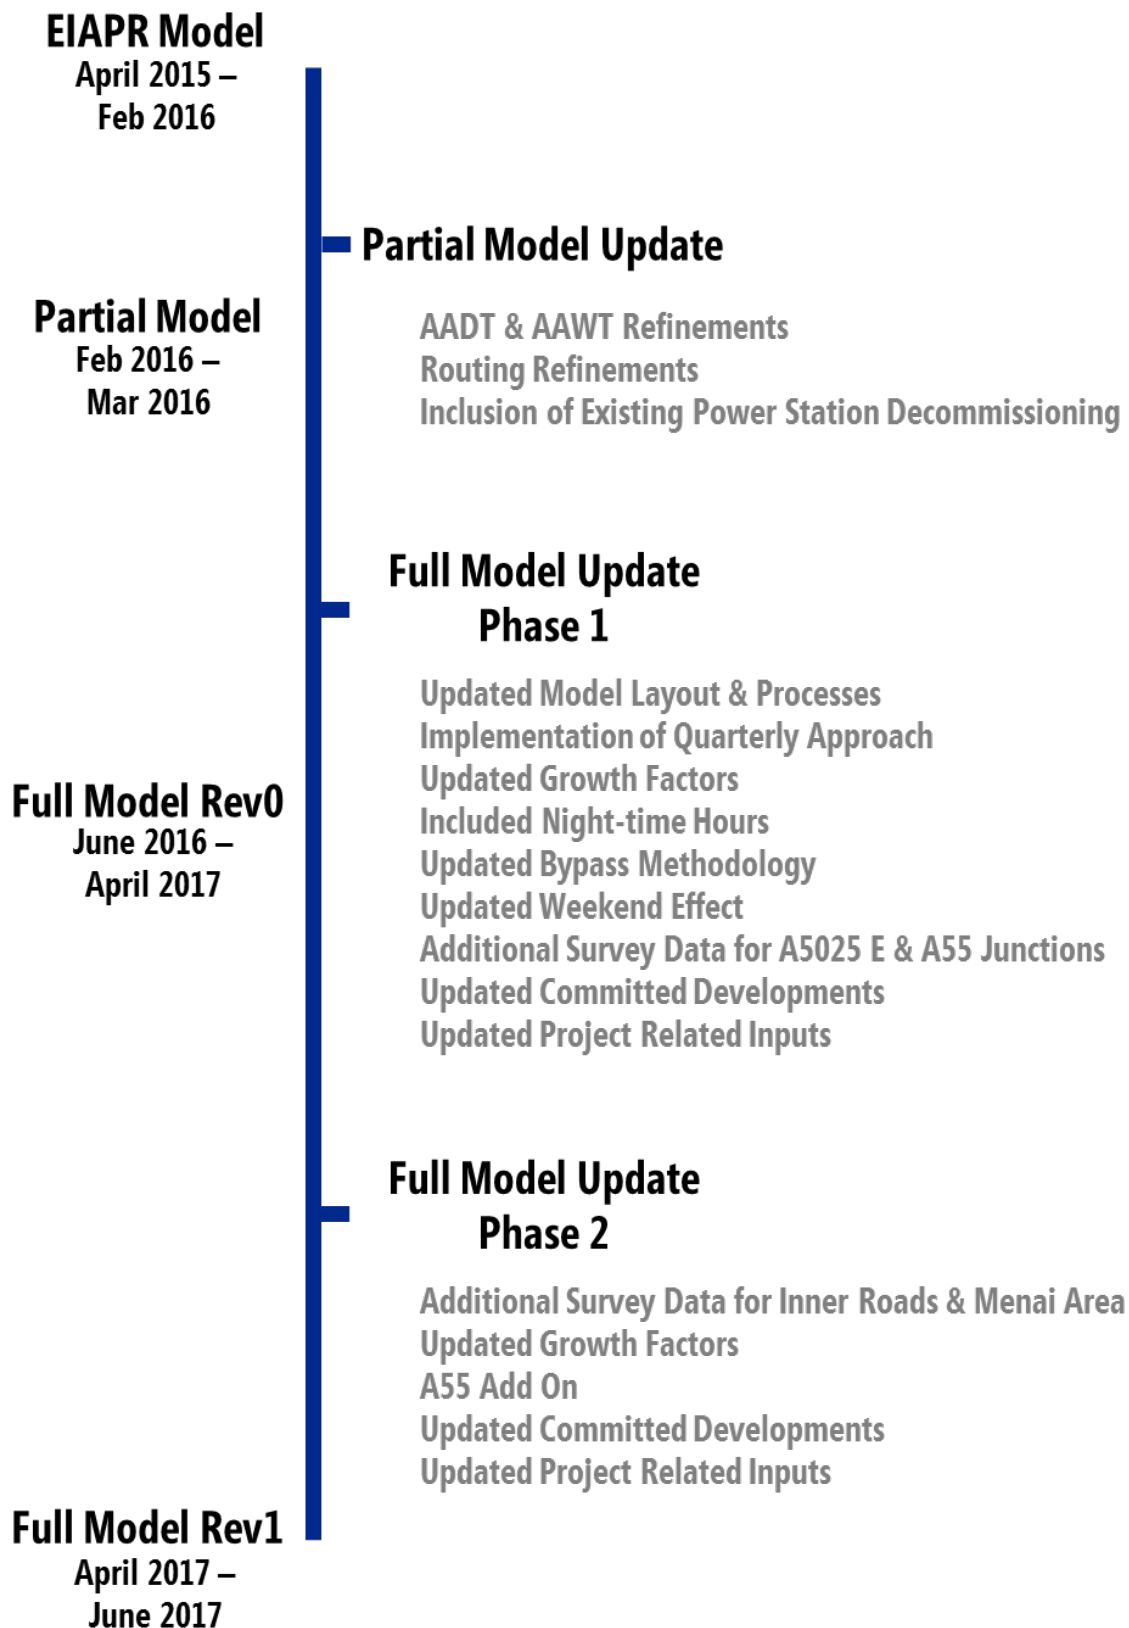 EIAPR Model
April 2015 –
Feb 2016
Partial Model Update
Partial Model
Feb 2016 –
Mar 2016
AADT & AAWT Refinements
Routing Refinements
Inclusion of Existing Power Station Decommissioning
Full Model Update
Phase 1
Full Model Rev0
June 2016 –
April 2017
Updated Model Layout & Processes
Implementation of Quarterly Approach
Updated Growth Factors
Included Night-time Hours
Updated Bypass Methodology
Updated Weekend Effect
Additional Survey Data for A5025 E & A55 Junctions
Updated Committed Developments
Updated Project Related Inputs
Full Model Update
Phase 2
Additional Survey Data for Inner Roads & Menai Area
Updated Growth Factors
A55 Add On
Updated Committed Developments
Updated Project Related Inputs
Full Model Rev1
April 2017 –
June 2017